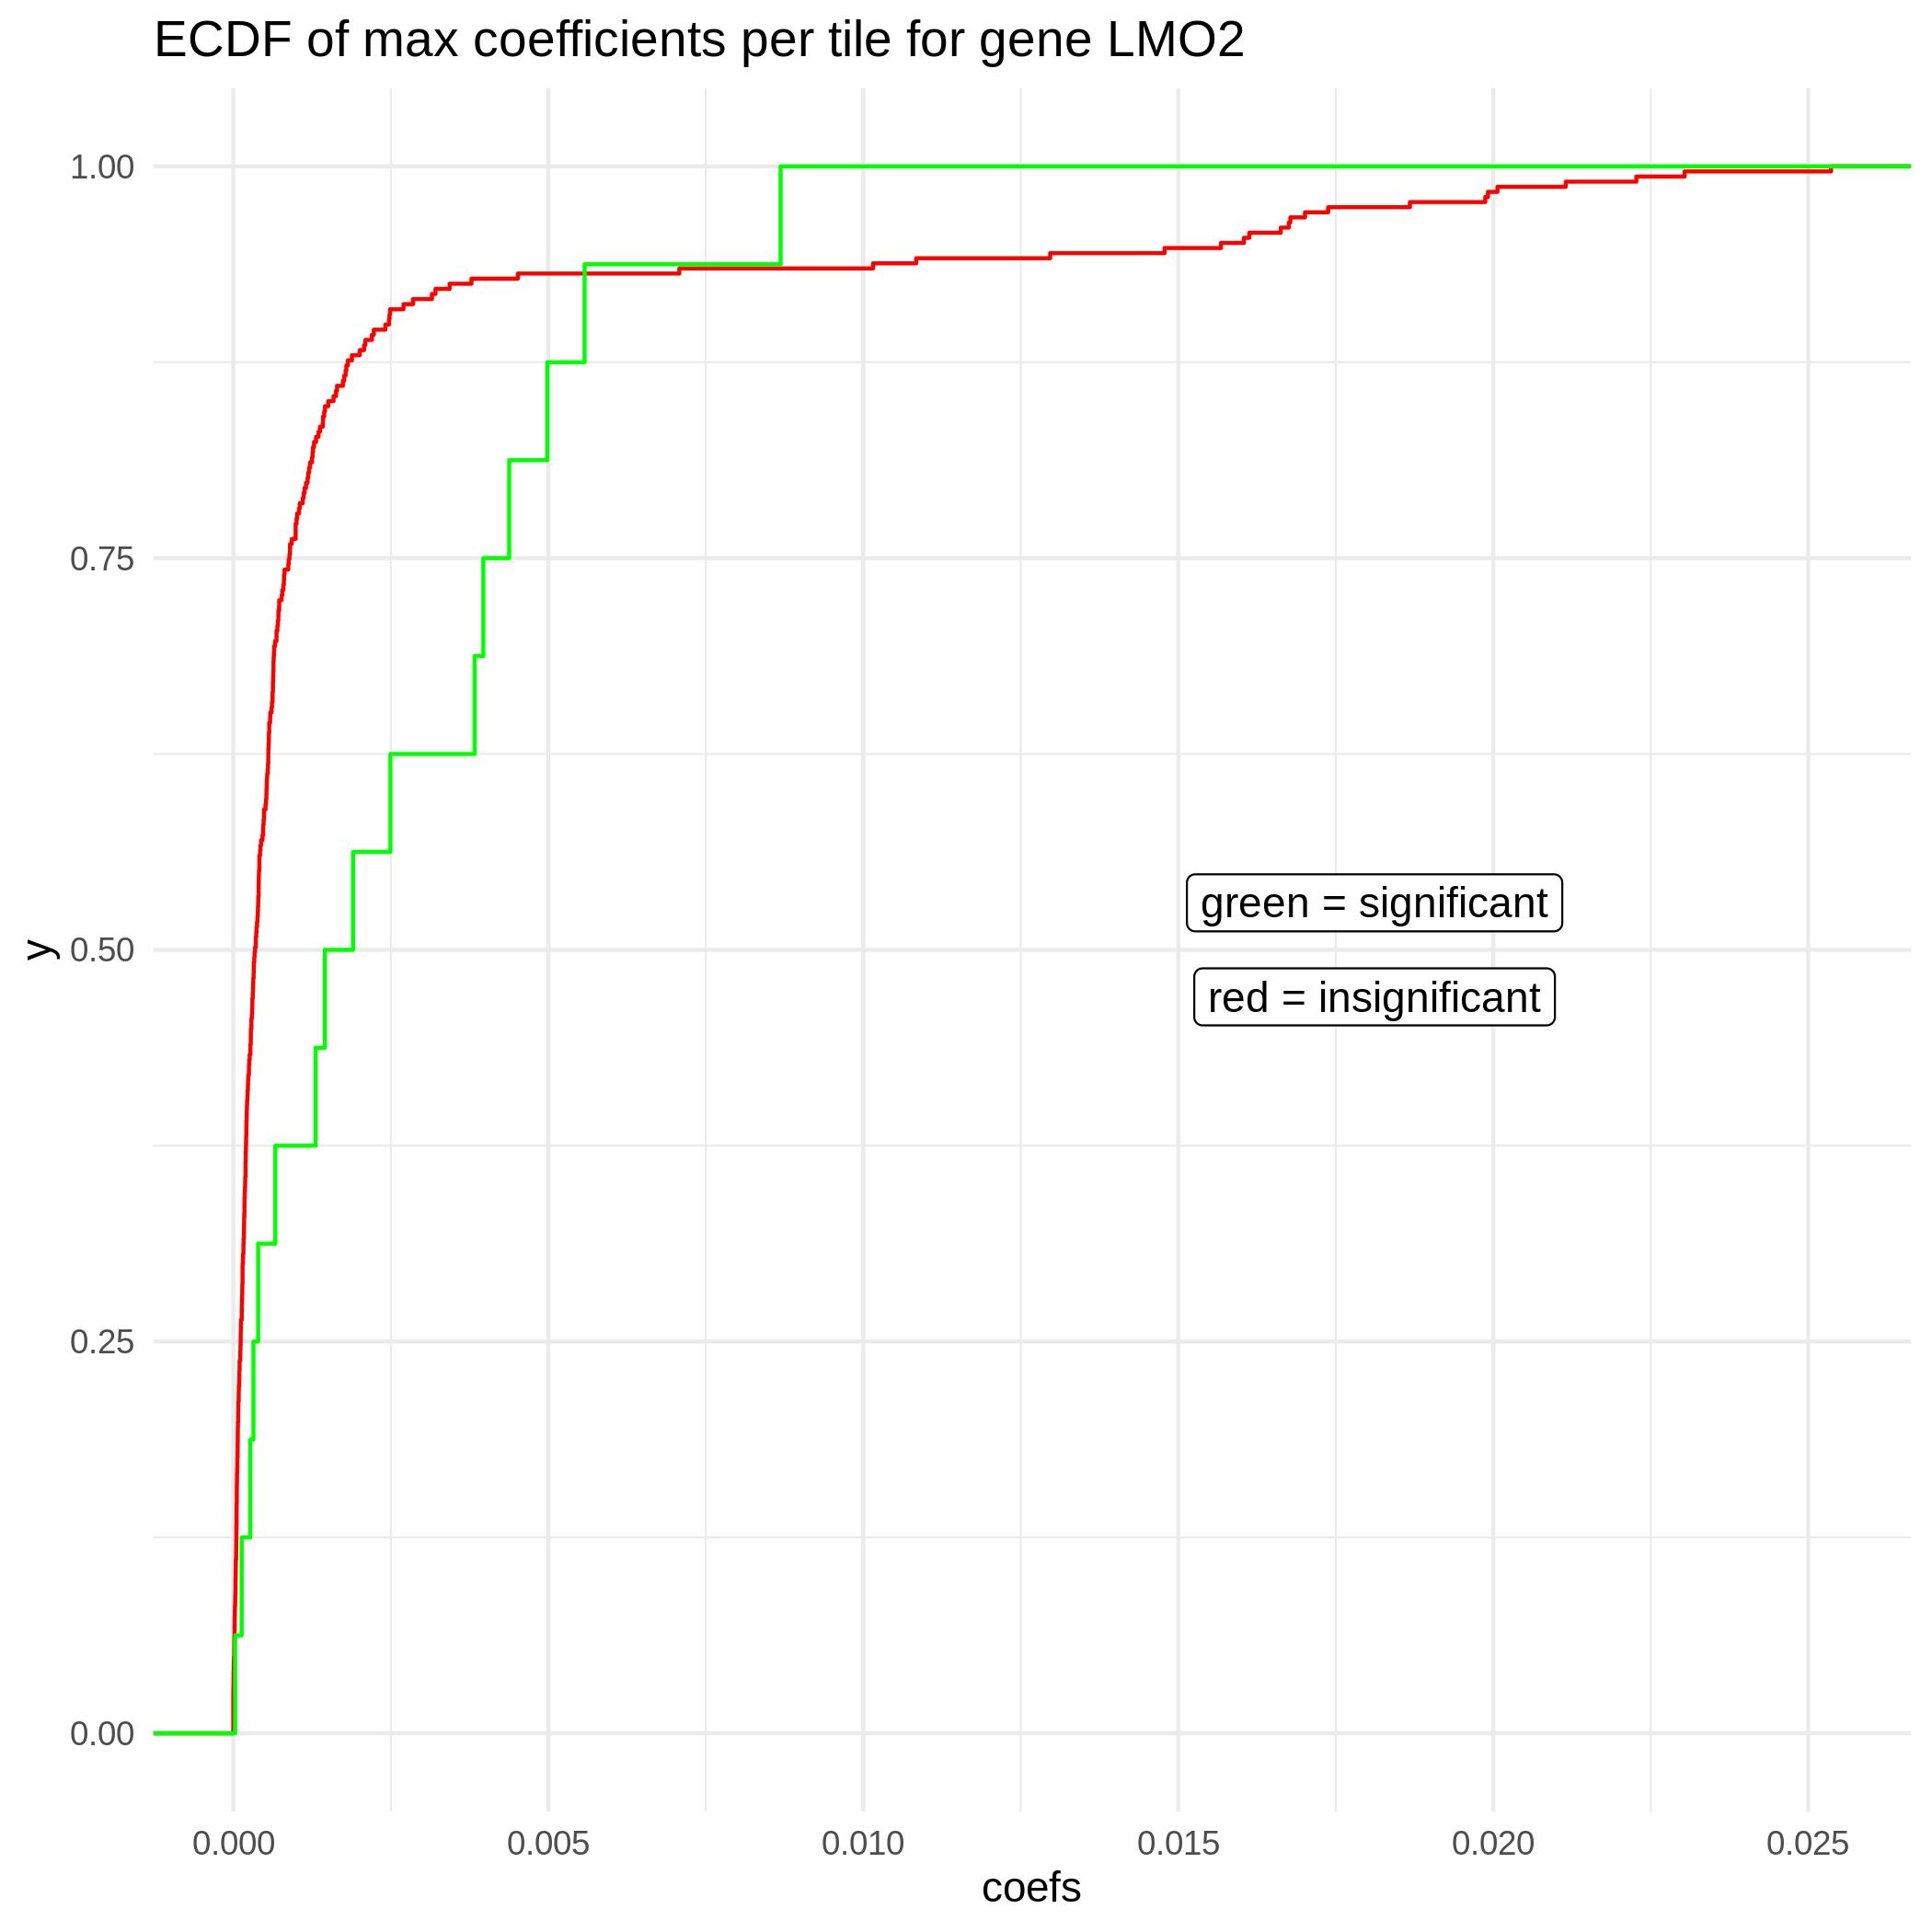 ECDF of max coefficients per tile for gene LMO2
1.00
0.75
0.50
0.25
0.00
y
green = significant
red = insignificant
0.000 0.005 0.010 0.015 0.020 0.025
coefs